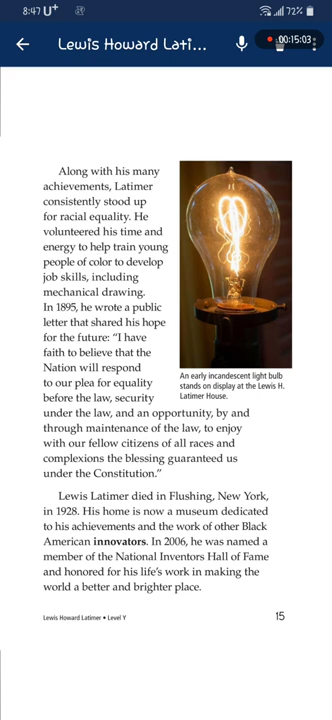 8:47 U+
72%
Lewis Howard Lati...
00:15:03
Along with his many
achievements, Latimer
consistently stood up
for racial equality. He
volunteered his time and
energy to help train young
people of color to develop
job skills, including
mechanical drawing.
In 1895, he wrote a public
letter that shared his hope
for the future: “I have
faith to believe that the
Nation will respond
to our plea for equality
before the law, security
under the law, and an opportunity, by and
through maintenance of the law, to enjoy
with our fellow citizens of all races and
complexions the blessing guaranteed us
under the Constitution.”
An early incandescent light bulb
stands on display at the Lewis H.
Latimer House.
Lewis Latimer died in Flushing, New York,
in 1928. His home is now a museum dedicated
to his achievements and the work of other Black
American innovators. In 2006, he was named a
member of the National Inventors Hall of Fame
and honored for his life’s work in making the
world a better and brighter place.
Lewis Howard Latimer • Level Y
15